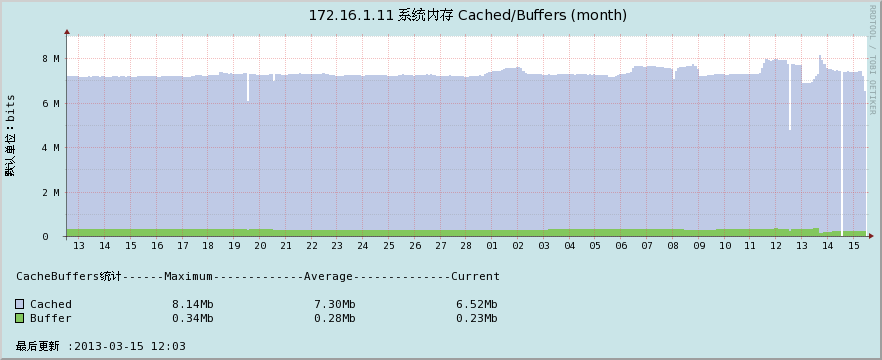 172.16.1.11 系统内存 Cached/Buffers (month)
RRDTOOL / TOBI OETIKER
默认单位：bits
8 M
6 M
4 M
2 M
0
13 14 15 16 17 18 19 20 21 22 23 24 25 26 27 28 01 02 03 04 05 06 07 08 09 10 11 12 13 14 15
CacheBuffers统计------Maximum-------------Average--------------Current
Cached 8.14Mb 7.30Mb 6.52Mb
Buffer 0.34Mb 0.28Mb 0.23Mb
最后更新 :2013-03-15 12:03